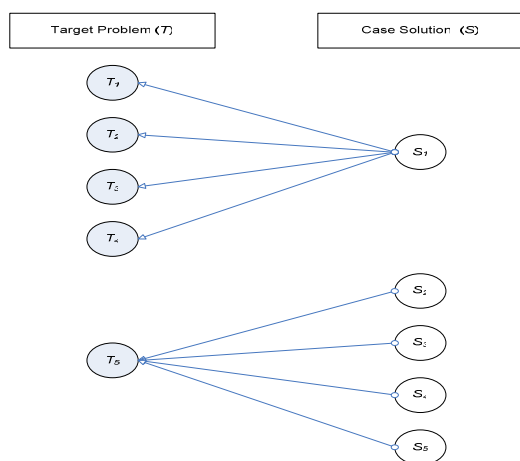 Target Problem (T)
Case Solution (S)
T1
T2
S1
T3
T4
S2
S3
T5
S4
S5